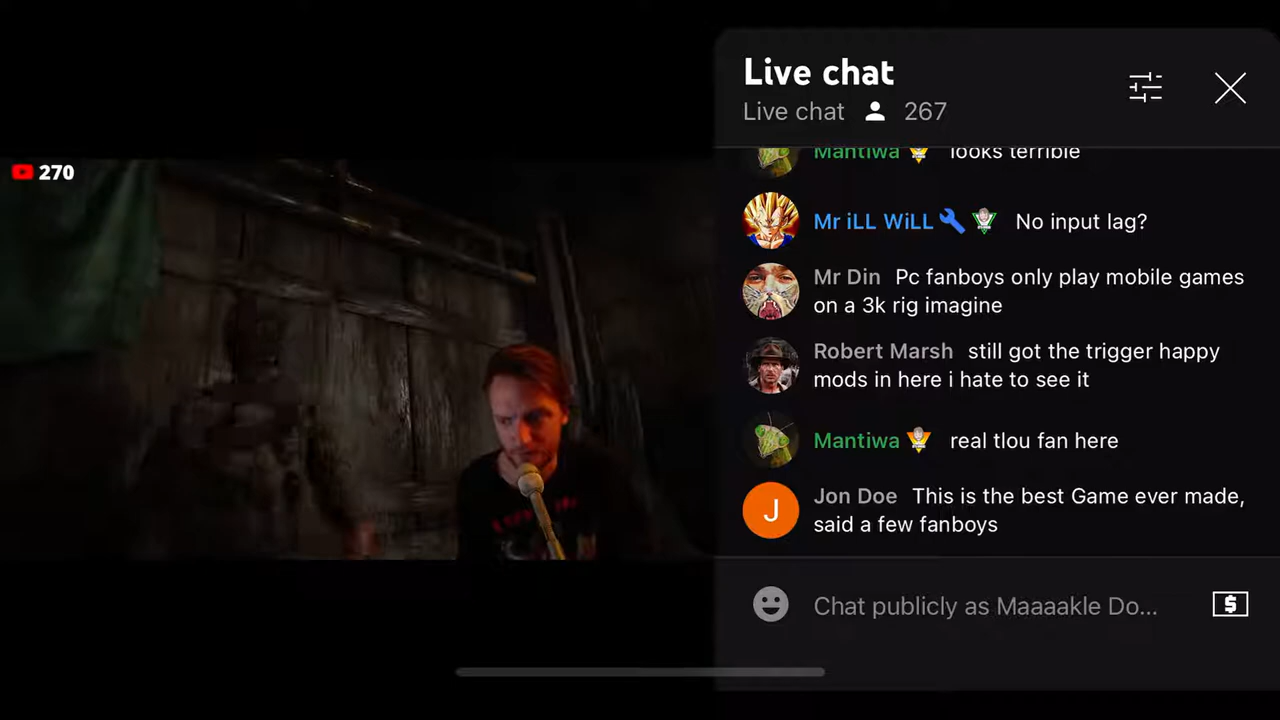 Live chat
Live chat 267
270
Mantiwa looks terrible
Mr iLL WiLL No input lag?
Mr Din Pc fanboys only play mobile games
on a 3k rig imagine
Robert Marsh still got the trigger happy
mods in here i hate to see it
Mantiwa real tlou fan here
J
Jon Doe This is the best Game ever made,
said a few fanboys
Chat publicly as Maaaakle Do...
$